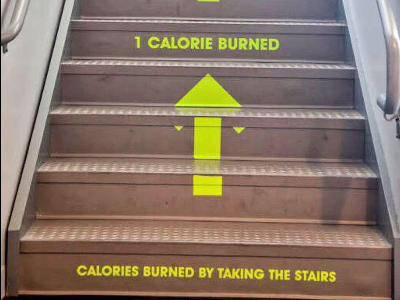 1 CALORIE BURNED
CALORIES BURNED BY TAKING THE STAIRS